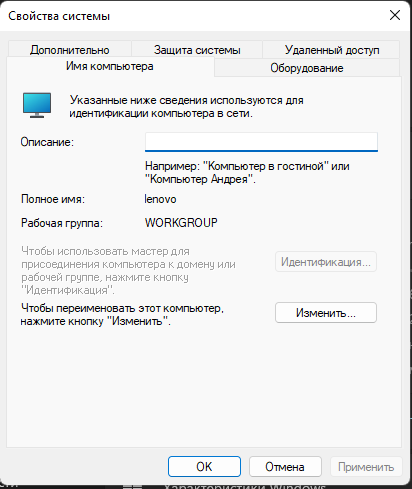 Свойства системы
Дополнительно
Защита системы
Удаленный доступ
Имя компьютера
Оборудование
Указанные ниже сведения используются для
идентификации компьютера в сети.
Описание:
Например: "Компьютер в гостиной" или
"Компьютер Андрея".
Полное имя:
lenovo
Рабочая группа:
WORKGROUP
Чтобы использовать мастер для
присоединения компьютера к домену или
рабочей группе, нажмите кнопку
"Идентификация".
Идентификация...
Чтобы переименовать этот компьютер,
нажмите кнопку "Изменить".
Изменить...
ОК
Отмена
Применить
Характеристики Windows